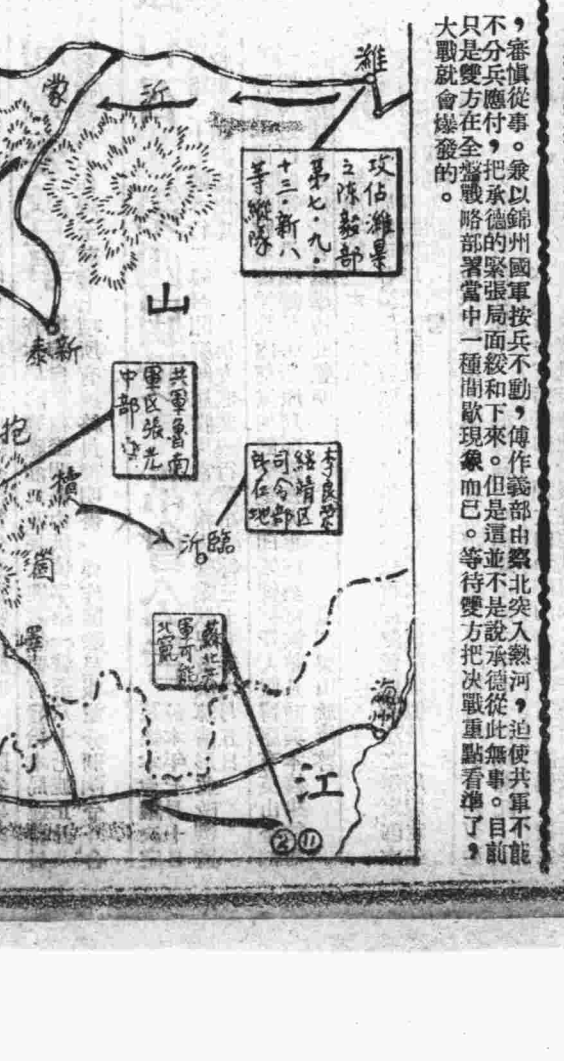 ，審慎從事。兼以錦州國軍按兵不動，傅作義部由察北突入熱河，迫使共軍不能
不分兵應付，把承德的緊張局面緩和下來。但是這並不是說承德從此無事。目前
只是雙方在全盤戰略部署當中一種間歇現象而已。等待雙方把決戰重點看準了，
大戰就會爆發的。
濰
沂蒙
攻佔濰縣
之陳毅部
第七．九．
十三．新八
等縱隊
山
新泰
共軍魯南
軍区張光
中部守
抱犢崮
李良榮
綏靖区
司令部
所在地
臨沂
蘇北共
軍可能
北竄
嶧
海州
江
②⑪